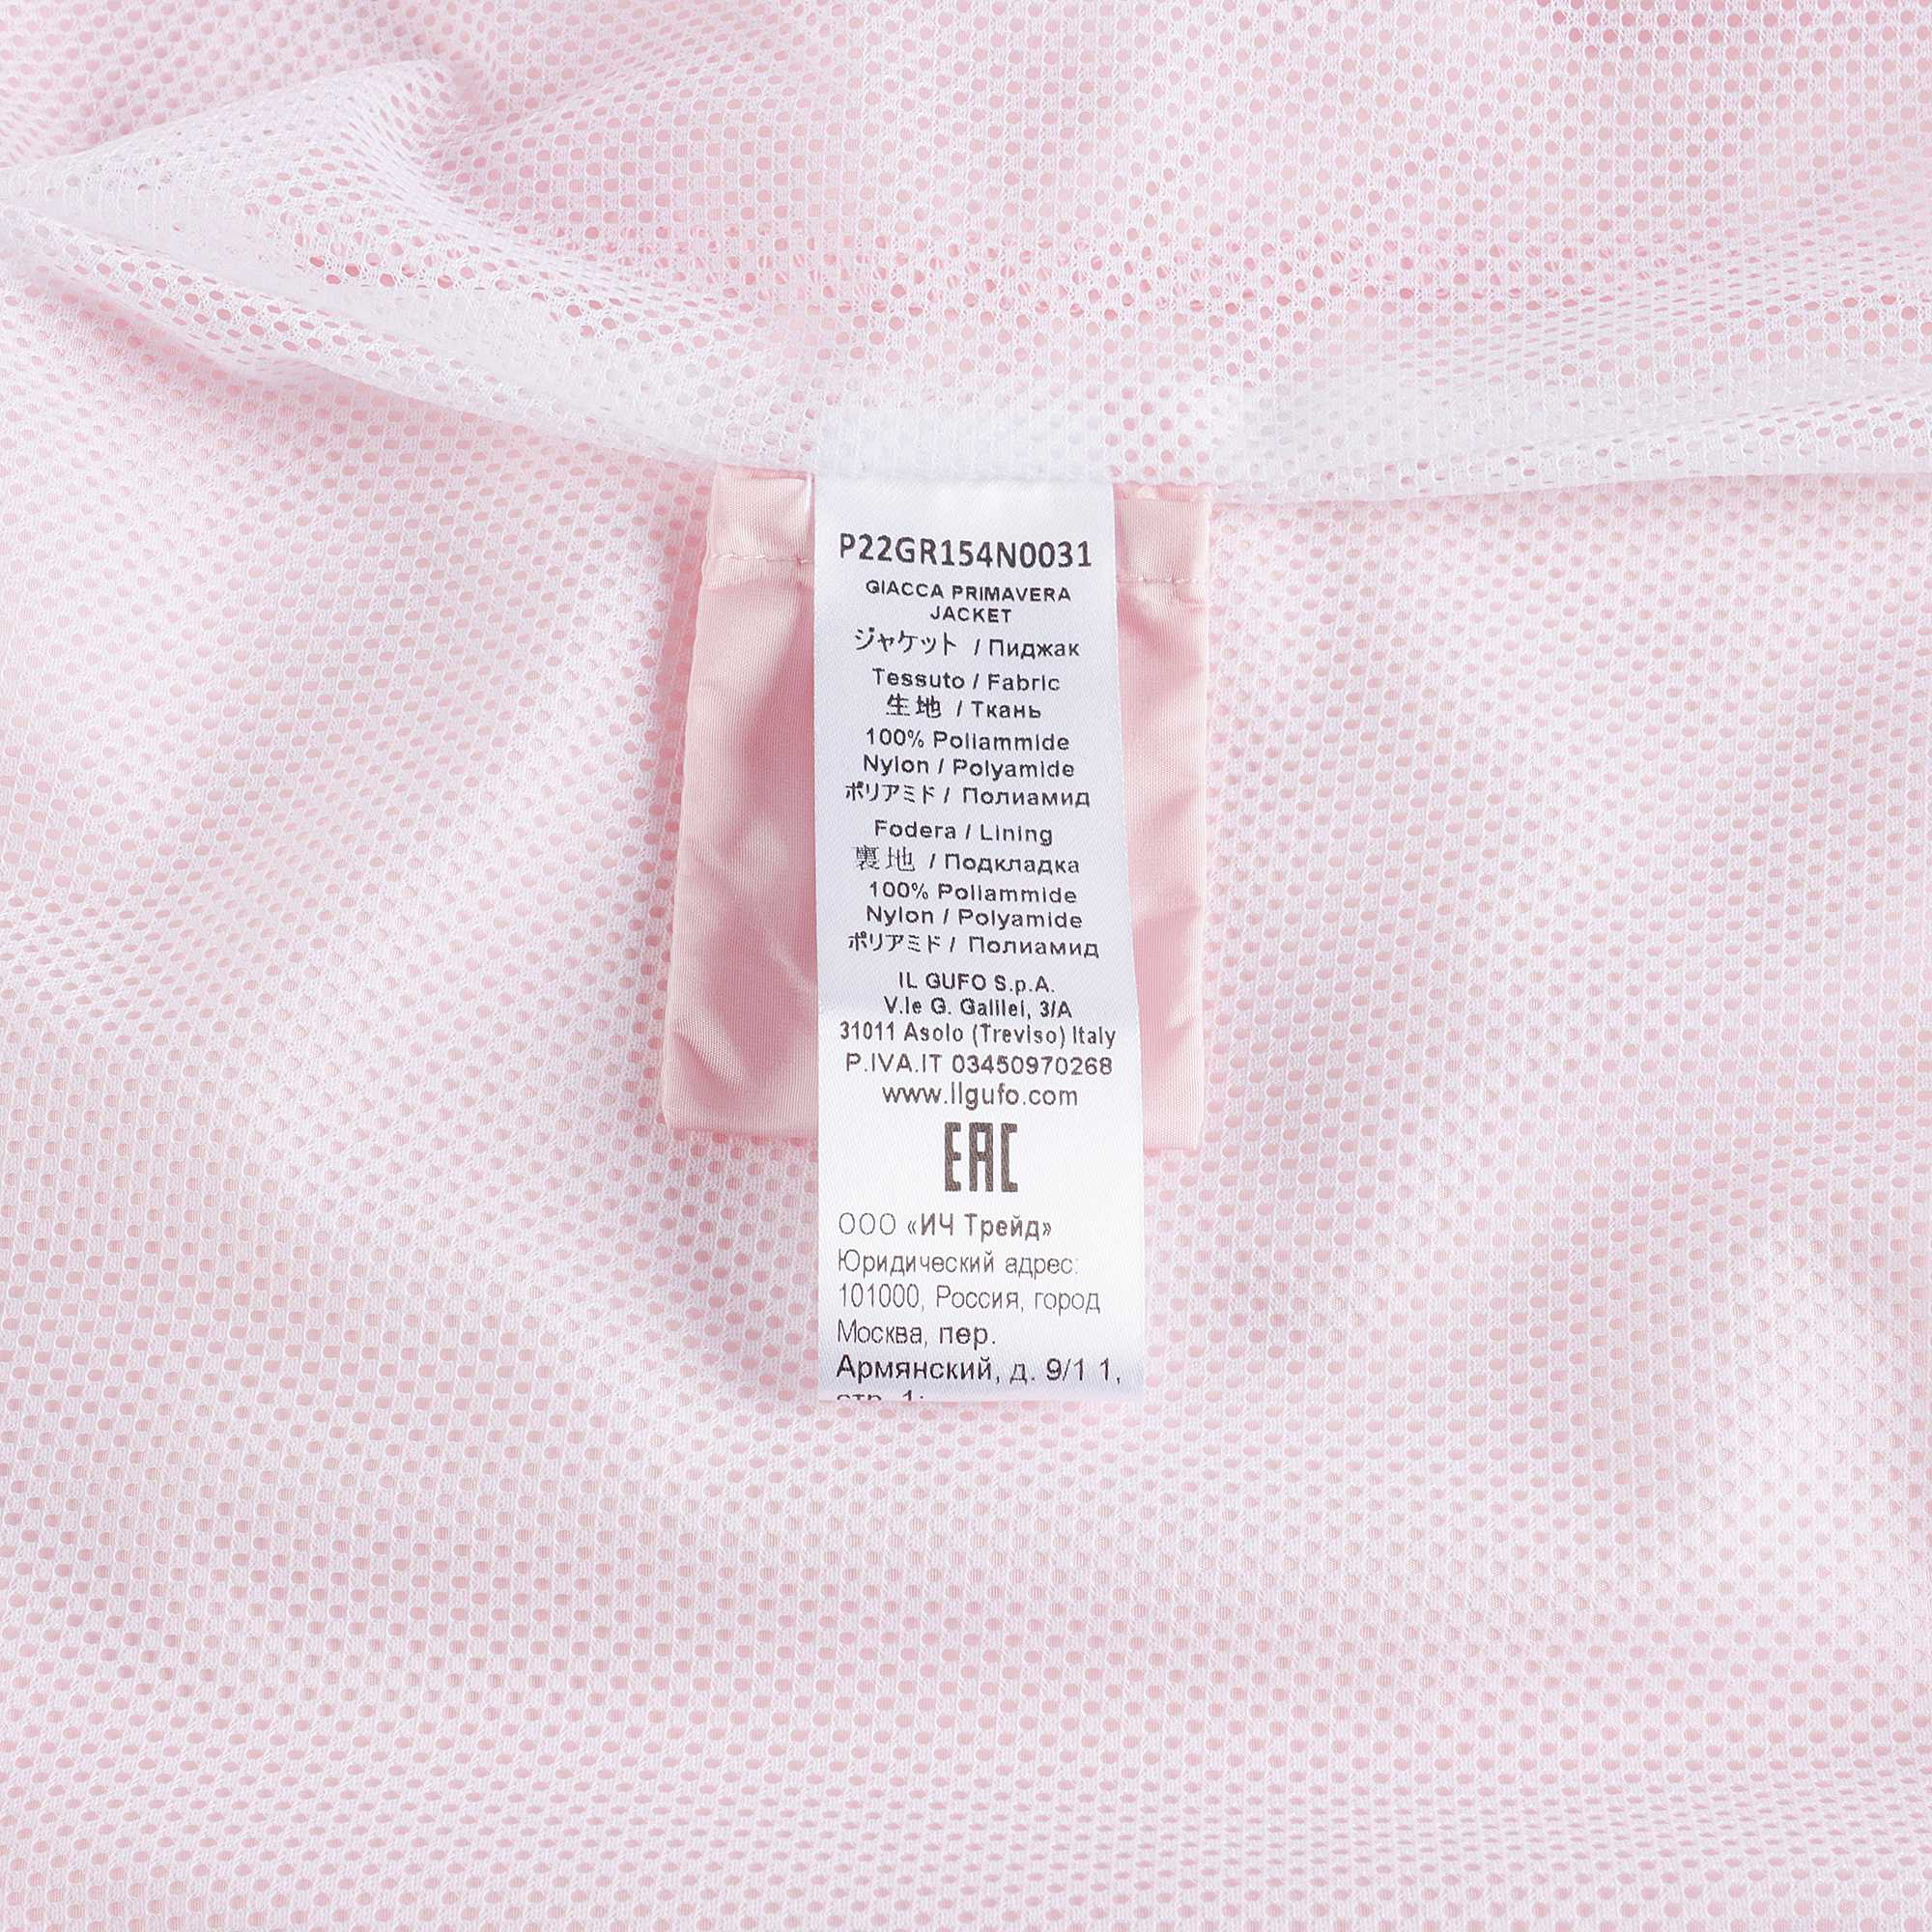 P22GR154N0031
GIACCA PRIMAVERA
JACKET
ジャケット / Пиджак
Tessuto / Fabric
生地 / Ткань
100% Poliammide
Nylon / Polyamide
ポリアミド / Полиамид
Fodera / Lining
裏地 / Подкладка
100% Poliammide
Nylon / Polyamide
ポリアミド / Полиамид
IL GUFO S.p.A.
V.le G. Galilei, 3/A
31011 Asolo (Treviso) Italy
P.IVA.IT 03450970268
www.ilgufo.com
EAC
ООО «ИЧ Трейд»
Юридический адрес:
101000, Россия, город
Москва, пер.
Армянский, д. 9/1 1,
стр. 1;